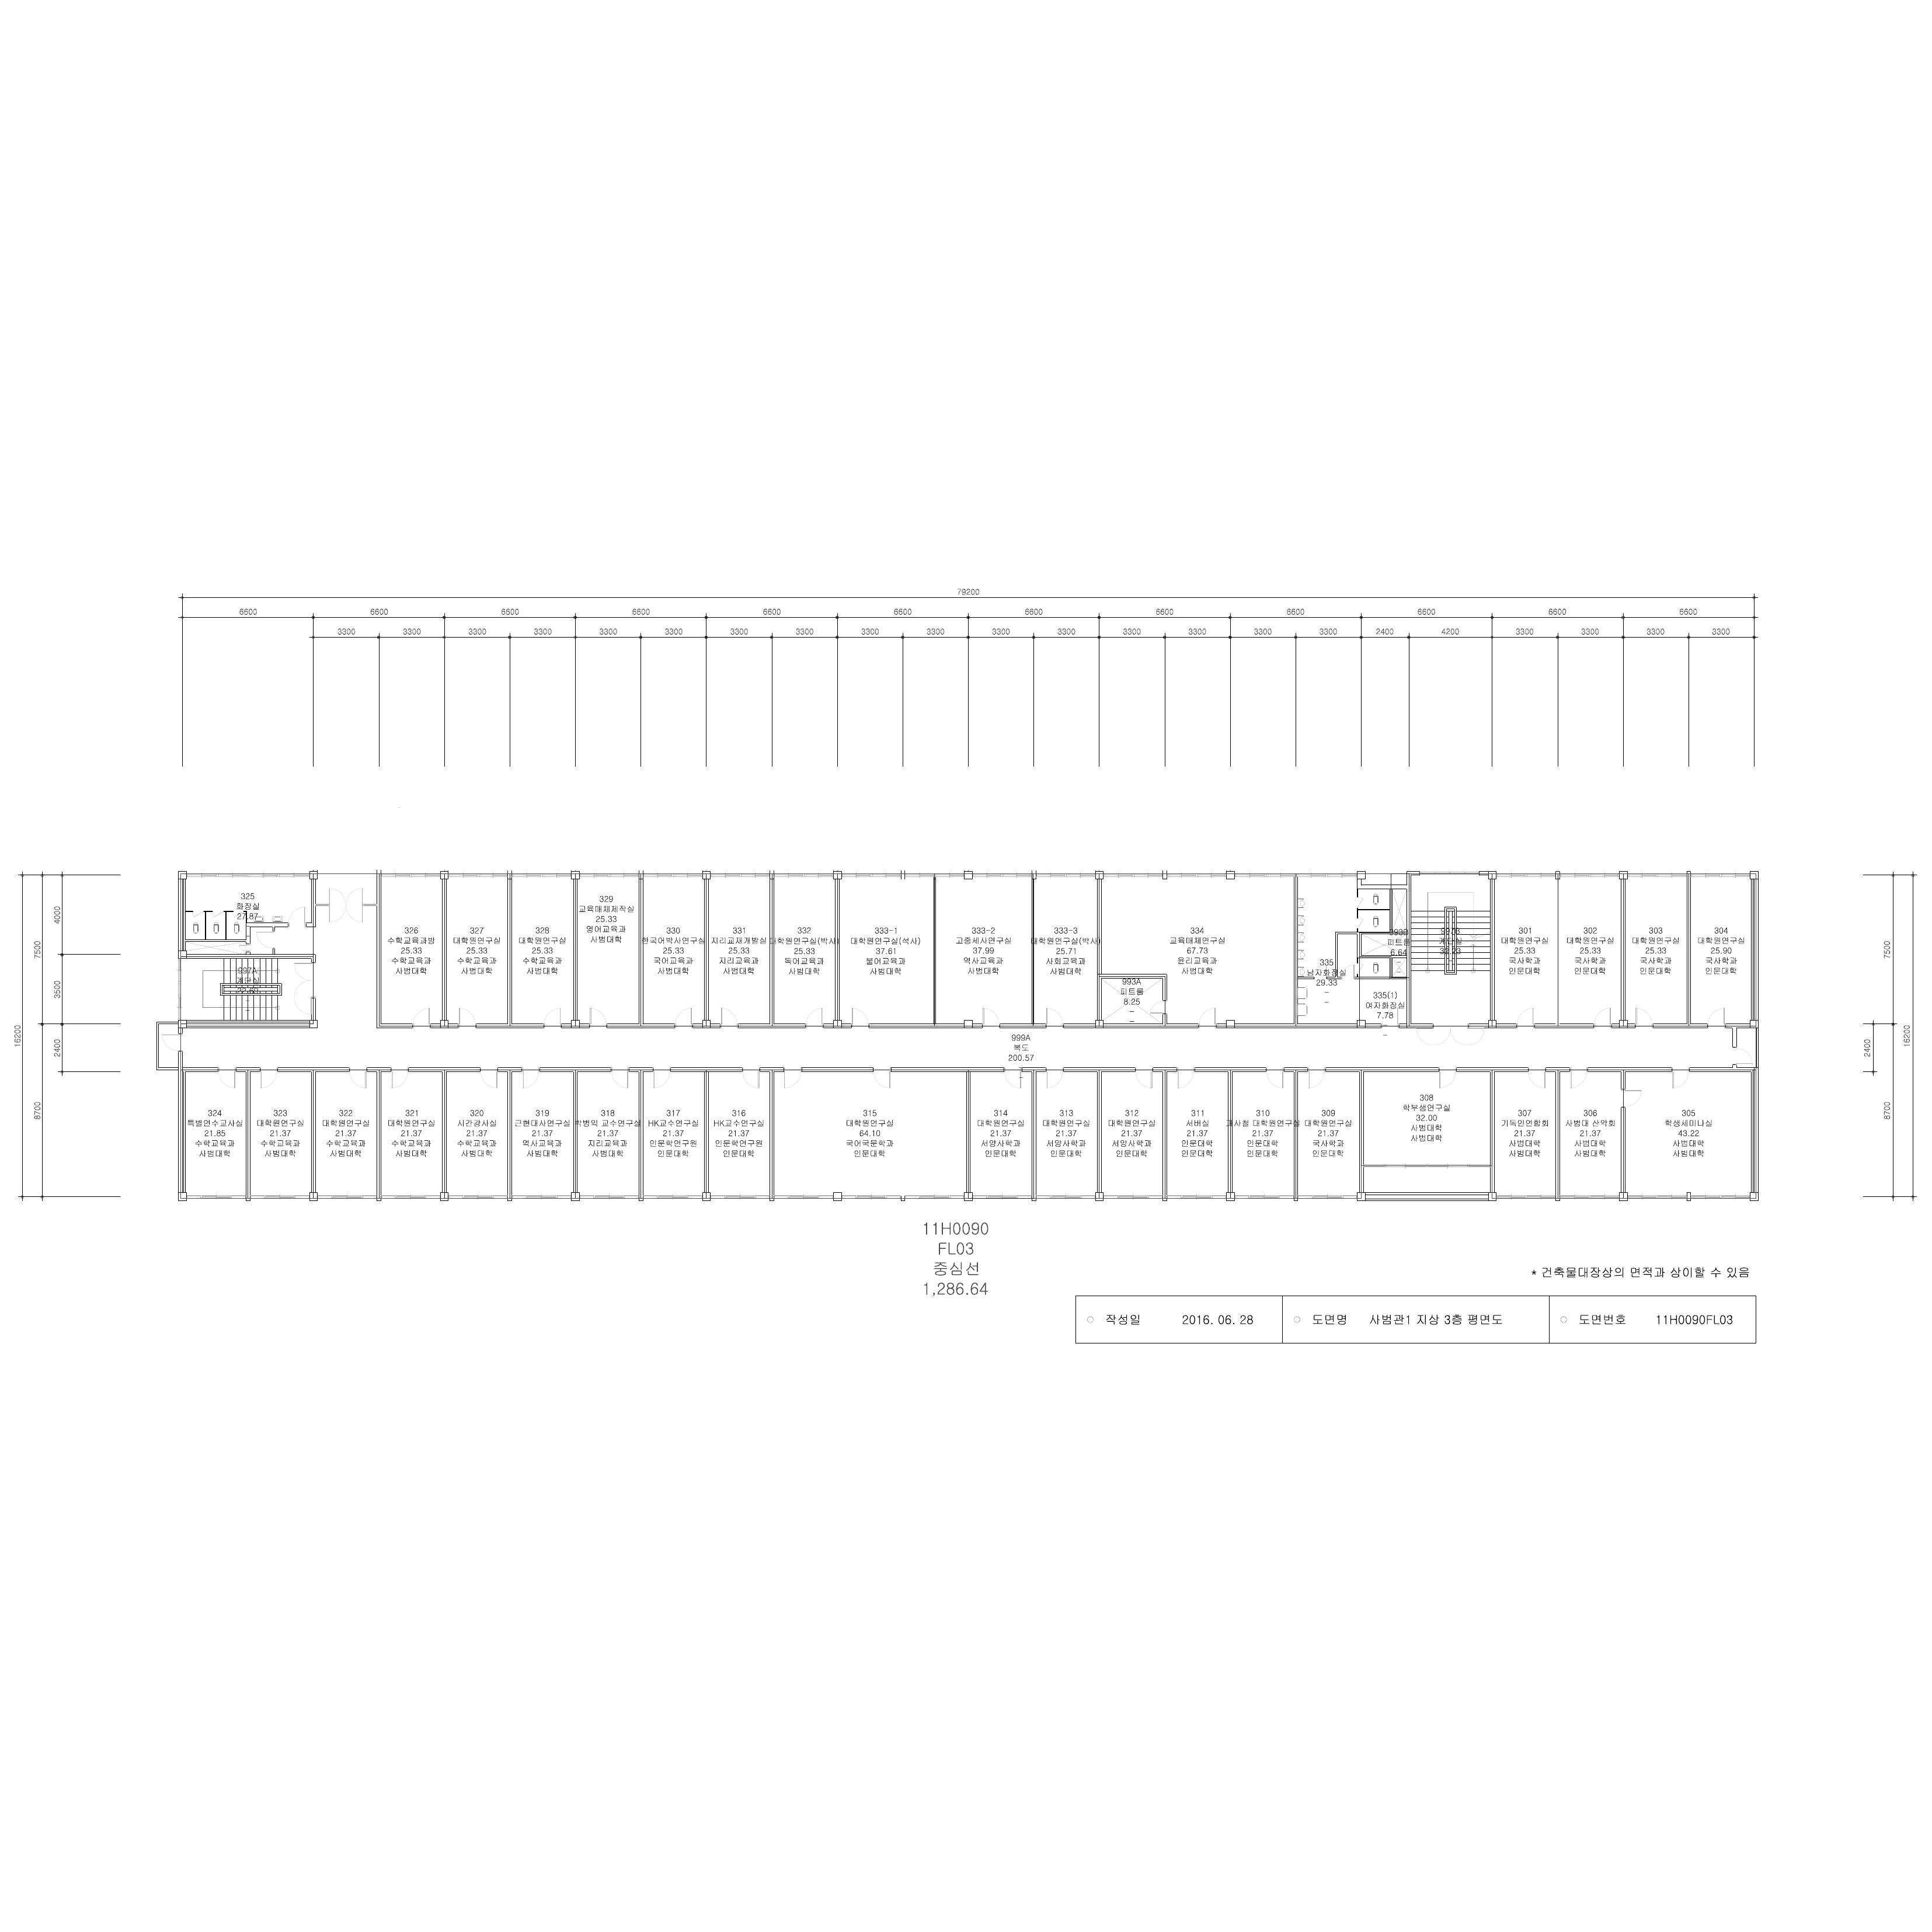 79200
6600 6600 6600 6600 6600 6600 6600 6600 6600 6600 6600 6600
3300 3300 3300 3300 3300 3300 3300 3300 3300 3300 3300 3300 3300 3300 3300 3300 2400 4200 3300 3300 3300 3300
16200
7500
8700
4000
3500
2400
325
화장실
27.87
997A
계단실
22.60
326
수학교육과방
25.33
수학교육과
사범대학
327
대학원연구실
25.33
수학교육과
사범대학
328
대학원연구실
25.33
수학교육과
사범대학
329
교육매체제작실
25.33
영어교육과
사범대학
330
한국어박사연구실
25.33
국어교육과
사범대학
331
지리교재개발실
25.33
지리교육과
사범대학
332
대학원연구실(박사)
25.33
독어교육과
사범대학
333-1
대학원연구실(석사)
37.61
불어교육과
사범대학
333-2
고중세사연구실
37.99
역사교육과
사범대학
333-3
대학원연구실(박사)
25.71
사회교육과
사범대학
334
교육매체연구실
67.73
윤리교육과
사범대학
993A
피트룸
8.25
335
남자화장실
29.33
피트룸
6.64
335(1)
여자화장실
7.78
계단실
301
대학원연구실
25.33
국사학과
인문대학
302
대학원연구실
25.33
국사학과
인문대학
303
대학원연구실
25.33
국사학과
인문대학
304
대학원연구실
25.90
국사학과
인문대학
7500
8700
2400
16200
999A
복도
200.57
324
특별연수교사실
21.85
수학교육과
사범대학
323
대학원연구실
21.37
수학교육과
사범대학
322
대학원연구실
21.37
수학교육과
사범대학
321
대학원연구실
21.37
수학교육과
사범대학
320
시간강사실
21.37
수학교육과
사범대학
319
근현대사연구실
21.37
역사교육과
사범대학
318
박병익 교수연구실
21.37
지리교육과
사범대학
317
HK교수연구실
21.37
인문학연구원
인문대학
316
HK교수연구실
21.37
인문학연구원
인문대학
315
대학원연구실
64.10
국어국문학과
인문대학
314
대학원연구실
21.37
서양사학과
인문대학
313
대학원연구실
21.37
서양사학과
인문대학
312
대학원연구실
21.37
서양사학과
인문대학
311
서버실
21.37
인문대학
인문대학
310
대학원연구실
21.37
인문대학
인문대학
309
대학원연구실
21.37
국사학과
인문대학
308
학부생연구실
32.00
사범대학
사범대학
307
기독인연합회
21.37
사범대학
사범대학
306
사범대 산악회
21.37
사범대학
사범대학
305
학생세미나실
43.22
사범대학
사범대학
11H0090
FL03
중심선
1,286.64
* 건축물대장상의 면적과 상이할 수 있음
○ 작성일 2016. 06. 28 ○ 도면명 사범관1 지상 3층 평면도 ○ 도면번호 11H0090FL03